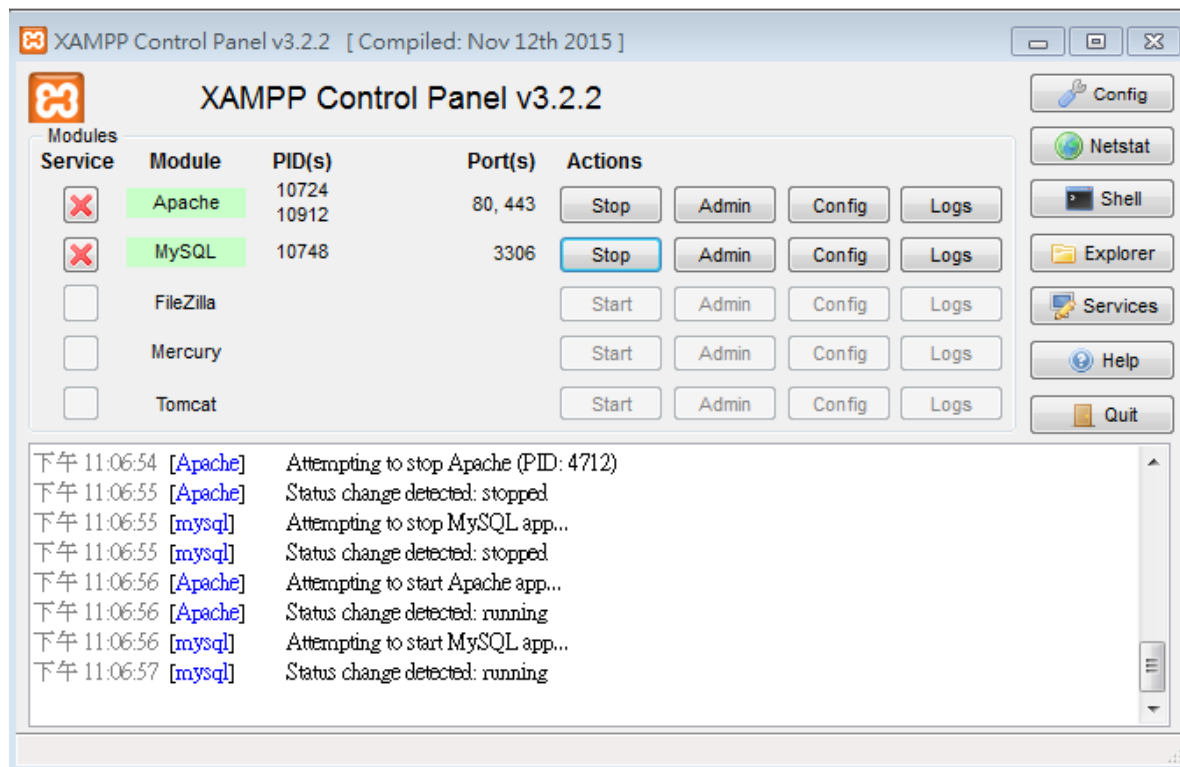 XAMPP Control Panel v3.2.2 [ Compiled: Nov 12th 2015 ]
XAMPP Control Panel v3.2.2
Config
Modules
Service Module PID(s) Port(s) Actions
Netstat
Apache 10724 10912 80, 443 Stop Admin Config Logs
Shell
MySQL 10748 3306 Stop Admin Config Logs
Explorer
FileZilla Start Admin Config Logs
Services
Mercury Start Admin Config Logs
Help
Tomcat Start Admin Config Logs
Quit
下午 11:06:54 [Apache] Attempting to stop Apache (PID: 4712)
下午 11:06:55 [Apache] Status change detected: stopped
下午 11:06:55 [mysql] Attempting to stop MySQL app...
下午 11:06:55 [mysql] Status change detected: stopped
下午 11:06:56 [Apache] Attempting to start Apache app...
下午 11:06:56 [Apache] Status change detected: running
下午 11:06:56 [mysql] Attempting to start MySQL app...
下午 11:06:57 [mysql] Status change detected: running